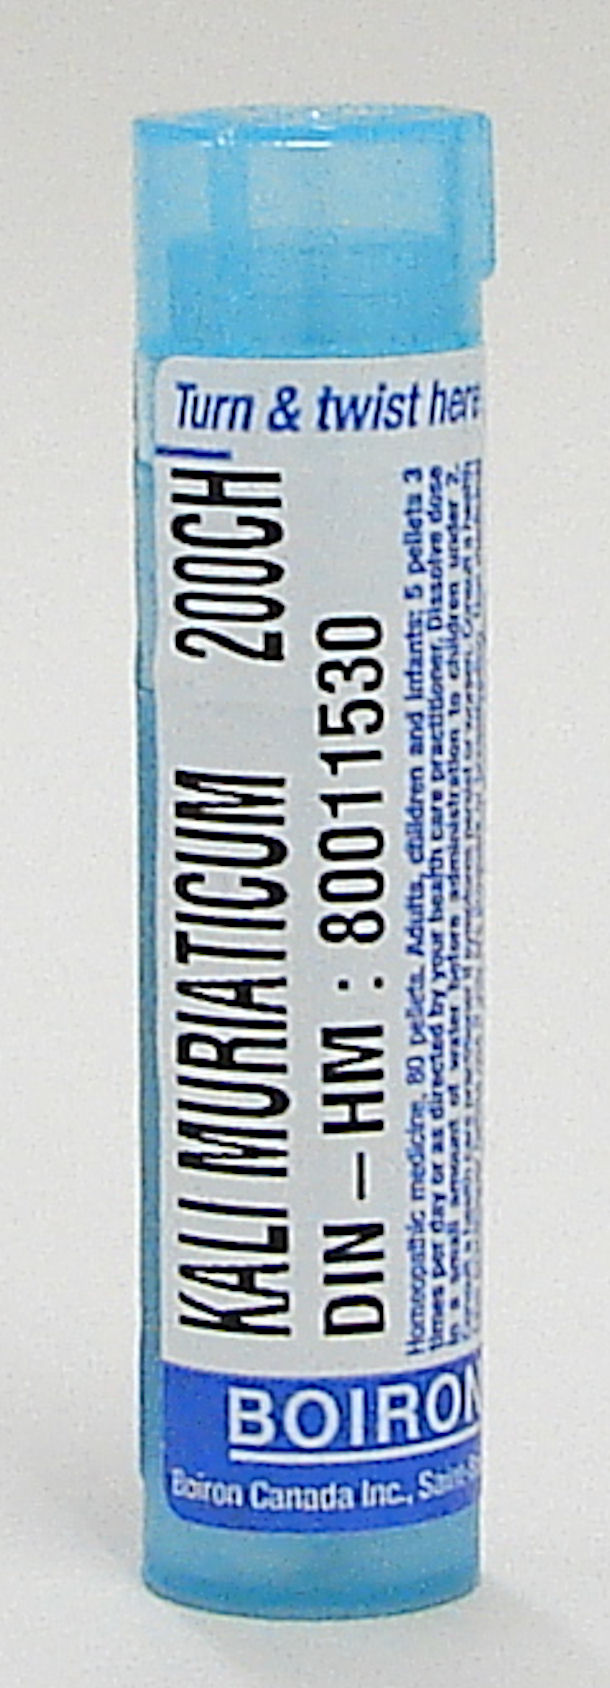 Turn & twist here
KALI MURIATICUM 200CH
DIN – HM : 80011530
Homeopathic medicine. 80 pellets. Adults, children and infants: 5 pellets 3
times per day or as directed by your health care practitioner. Dissolve dose
in a small amount of water before administration to children under 2.
BOIRON
Boiron Canada Inc., Saint-